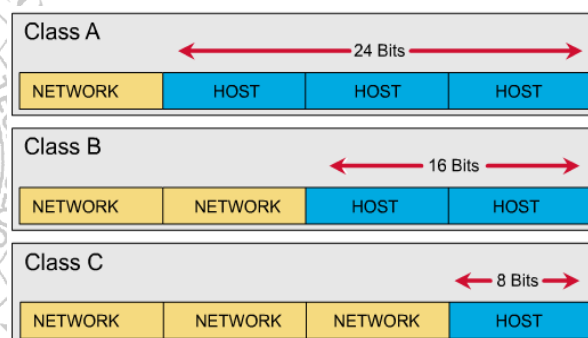 Class A
24 Bits
NETWORK HOST HOST HOST
Class B
16 Bits
NETWORK NETWORK HOST HOST
Class C
8 Bits
NETWORK NETWORK NETWORK HOST